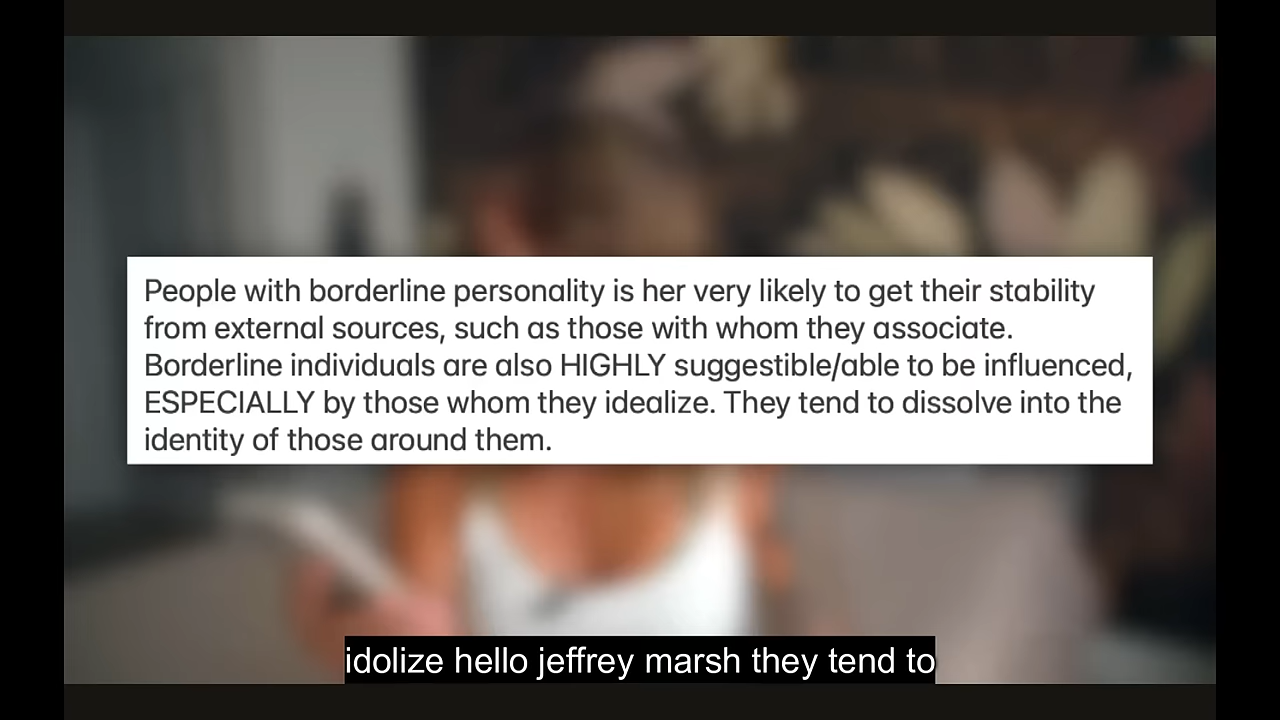 People with borderline personality is her very likely to get their stability
from external sources, such as those with whom they associate.
Borderline individuals are also HIGHLY suggestible/able to be influenced,
ESPECIALLY by those whom they idealize. They tend to dissolve into the
identity of those around them.
idolize hello jeffrey marsh they tend to